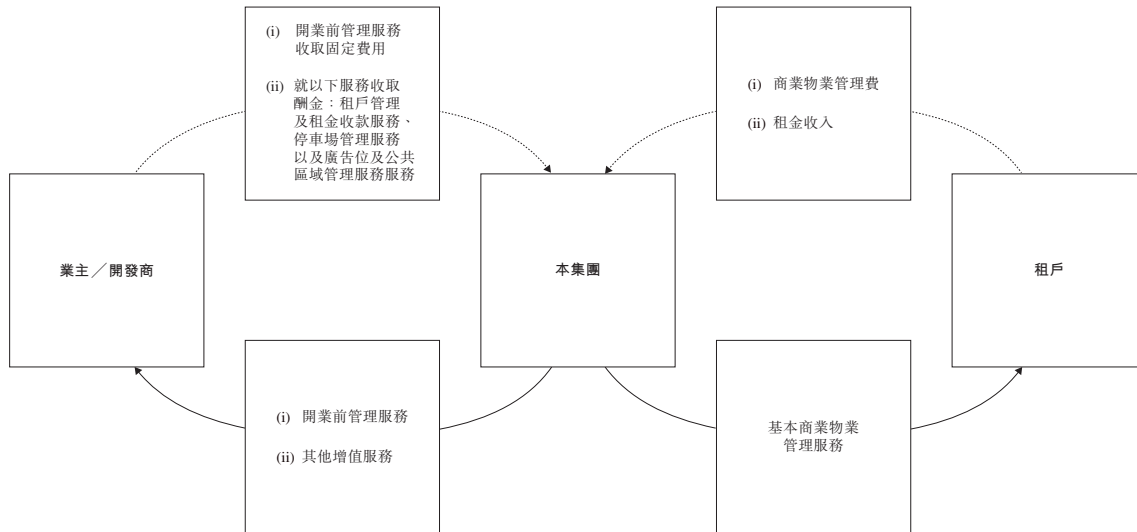 (i) 開業前管理服務
收取固定費用
(ii) 就以下服務收取
酬金：租戶管理
及租金收款服務、
停車場管理服務
以及廣告位及公共
區域管理服務服務
(i) 商業物業管理費
(ii) 租金收入
業主／開發商
本集團
租戶
(i) 開業前管理服務
(ii) 其他增值服務
基本商業物業
管理服務